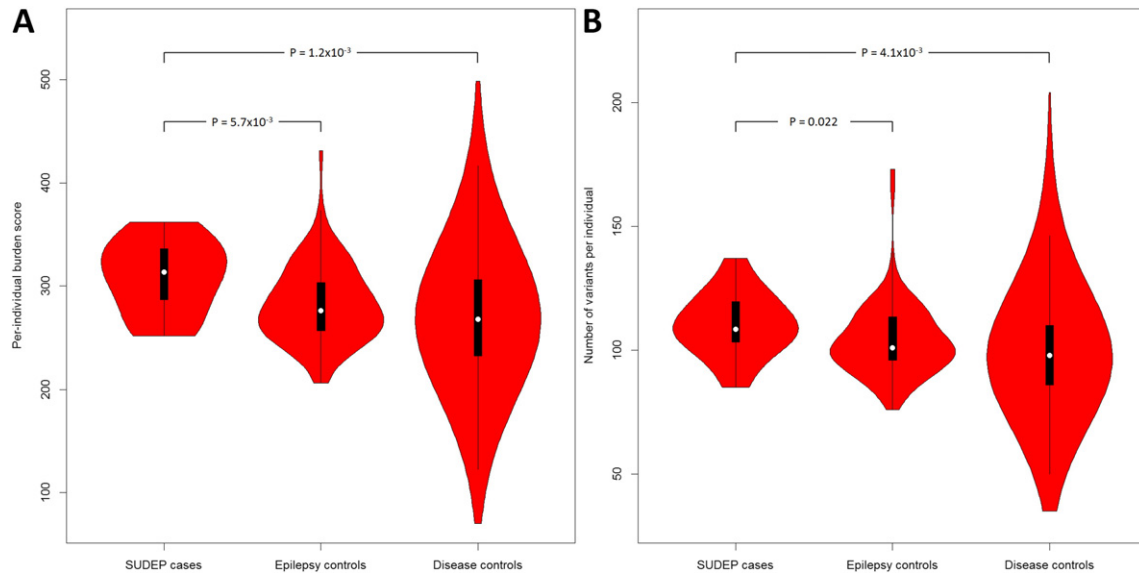 A
P = 1.2x10⁻³
P = 5.7x10⁻³
Per-individual burden score
500
400
300
200
100
SUDEP cases
Epilepsy controls
Disease controls
B
P = 4.1x10⁻³
P = 0.022
Number of variants per individual
200
150
100
50
SUDEP cases
Epilepsy controls
Disease controls